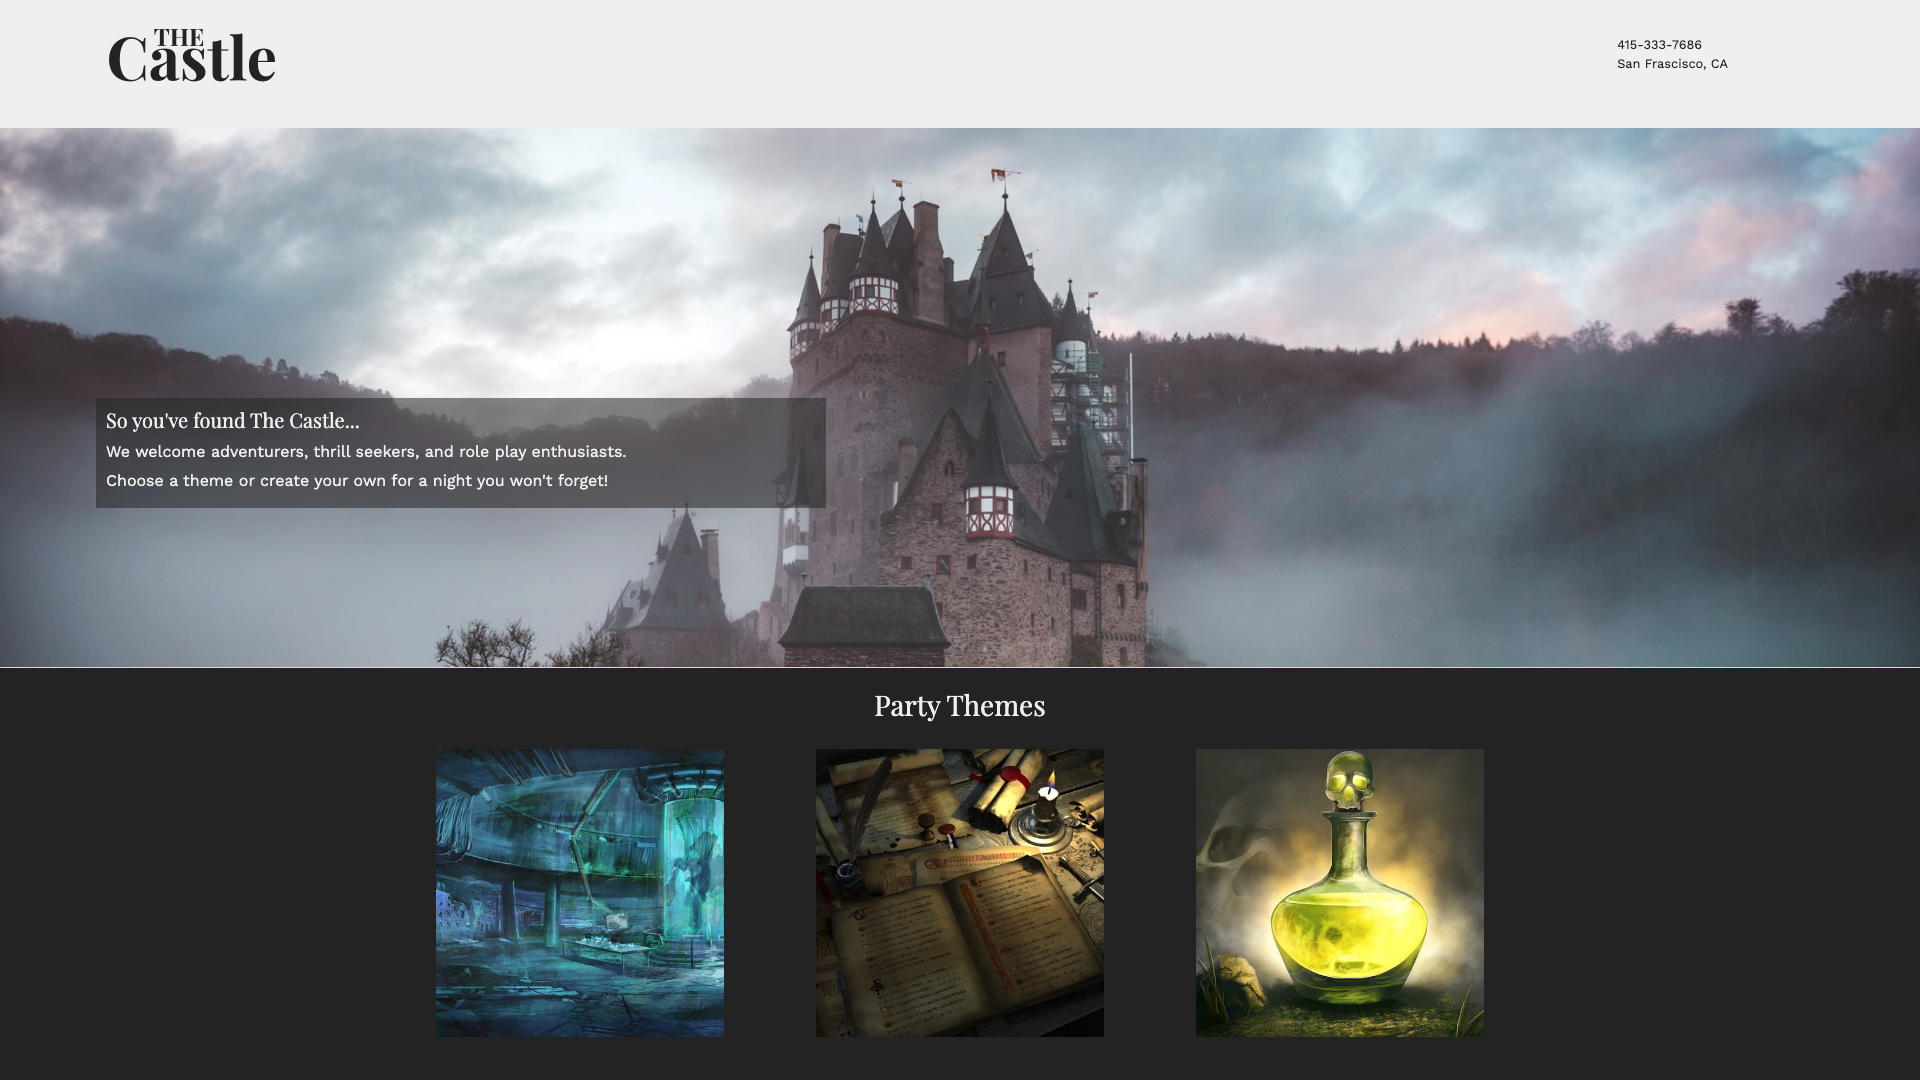 THE
Castle
415-333-7686
San Frascisco, CA
So you've found The Castle...
We welcome adventurers, thrill seekers, and role play enthusiasts.
Choose a theme or create your own for a night you won't forget!
Party Themes